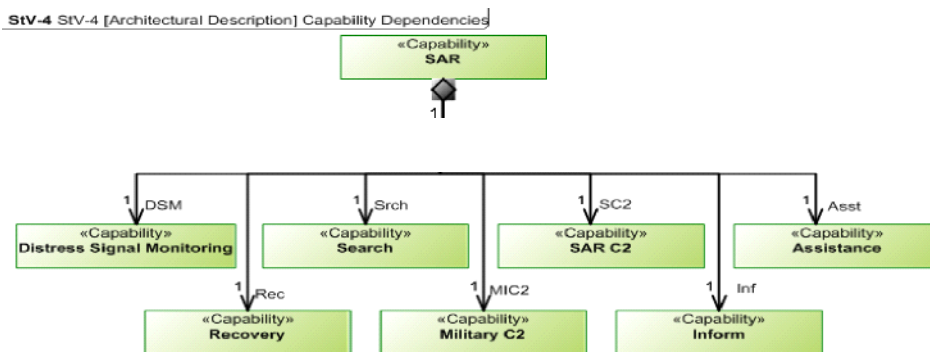 StV-4 StV-4 [Architectural Description] Capability Dependencies
«Capability»
SAR
1
1 DSM
1 Srch
1 SC2
1 Asst
«Capability»
Distress Signal Monitoring
«Capability»
Search
«Capability»
SAR C2
«Capability»
Assistance
1 Rec
1 MIC2
1 Inf
«Capability»
Recovery
«Capability»
Military C2
«Capability»
Inform